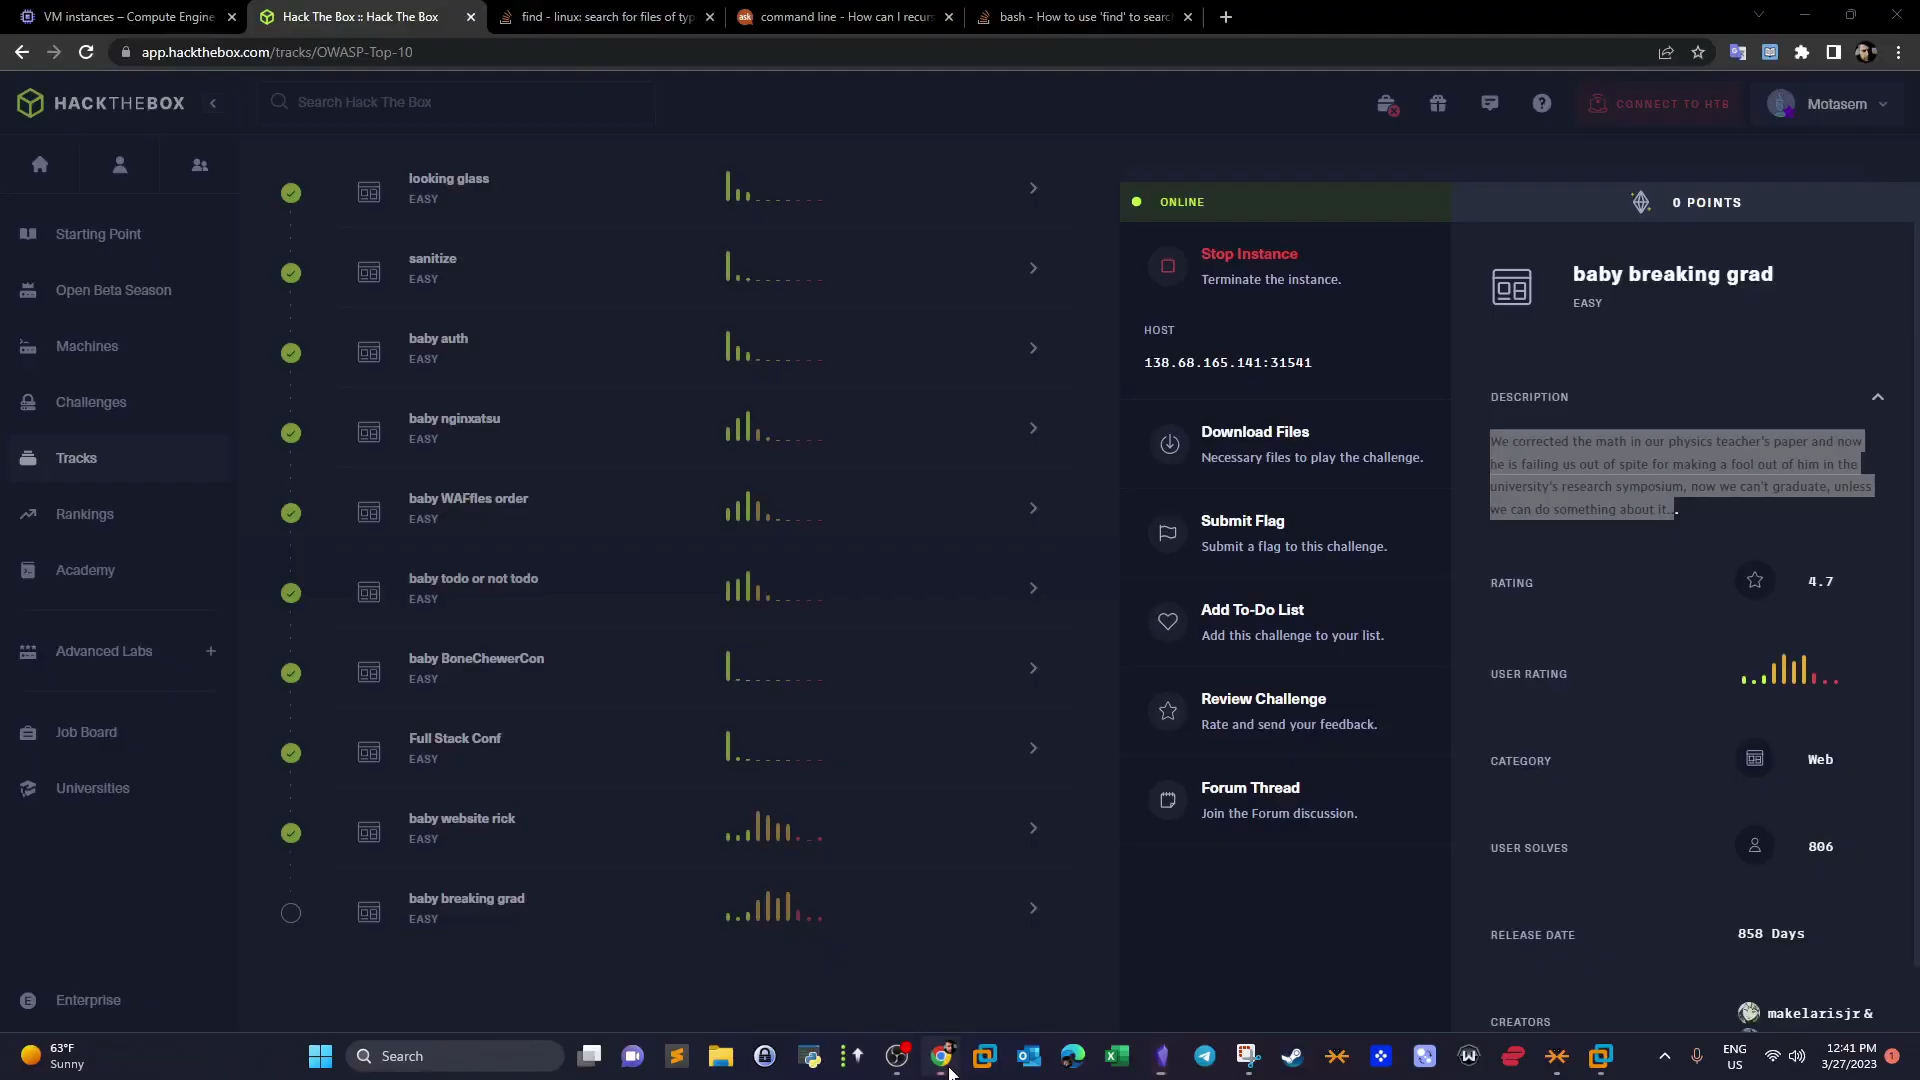 VM instances – Compute Engine
Hack The Box :: Hack The Box
find - linux: search for files of typ
command line - How can I recurs
bash - How to use 'find' to searc
app.hackthebox.com/tracks/OWASP-Top-10
HACKTHEBOX
Search Hack The Box
CONNECT TO HTB
Motasem
Starting Point
Open Beta Season
Machines
Challenges
Tracks
Rankings
Academy
Advanced Labs
Job Board
Universities
Enterprise
looking glass
EASY
sanitize
EASY
baby auth
EASY
baby nginxatsu
EASY
baby WAFfles order
EASY
baby todo or not todo
EASY
baby BoneChewerCon
EASY
Full Stack Conf
EASY
baby website rick
EASY
baby breaking grad
EASY
ONLINE
Stop Instance
Terminate the instance.
HOST
138.68.165.141:31541
Download Files
Necessary files to play the challenge.
Submit Flag
Submit a flag to this challenge.
Add To-Do List
Add this challenge to your list.
Review Challenge
Rate and send your feedback.
Forum Thread
Join the Forum discussion.
0 POINTS
baby breaking grad
EASY
DESCRIPTION
We corrected the math in our physics teacher's paper and now
he is failing us out of spite for making a fool out of him in the
university's research symposium, now we can't graduate, unless
we can do something about it...
RATING
4.7
USER RATING
CATEGORY
Web
USER SOLVES
806
RELEASE DATE
858 Days
CREATORS
makelarisjr &
63°F
Sunny
Search
ENG
US
12:41 PM
3/27/2023
1